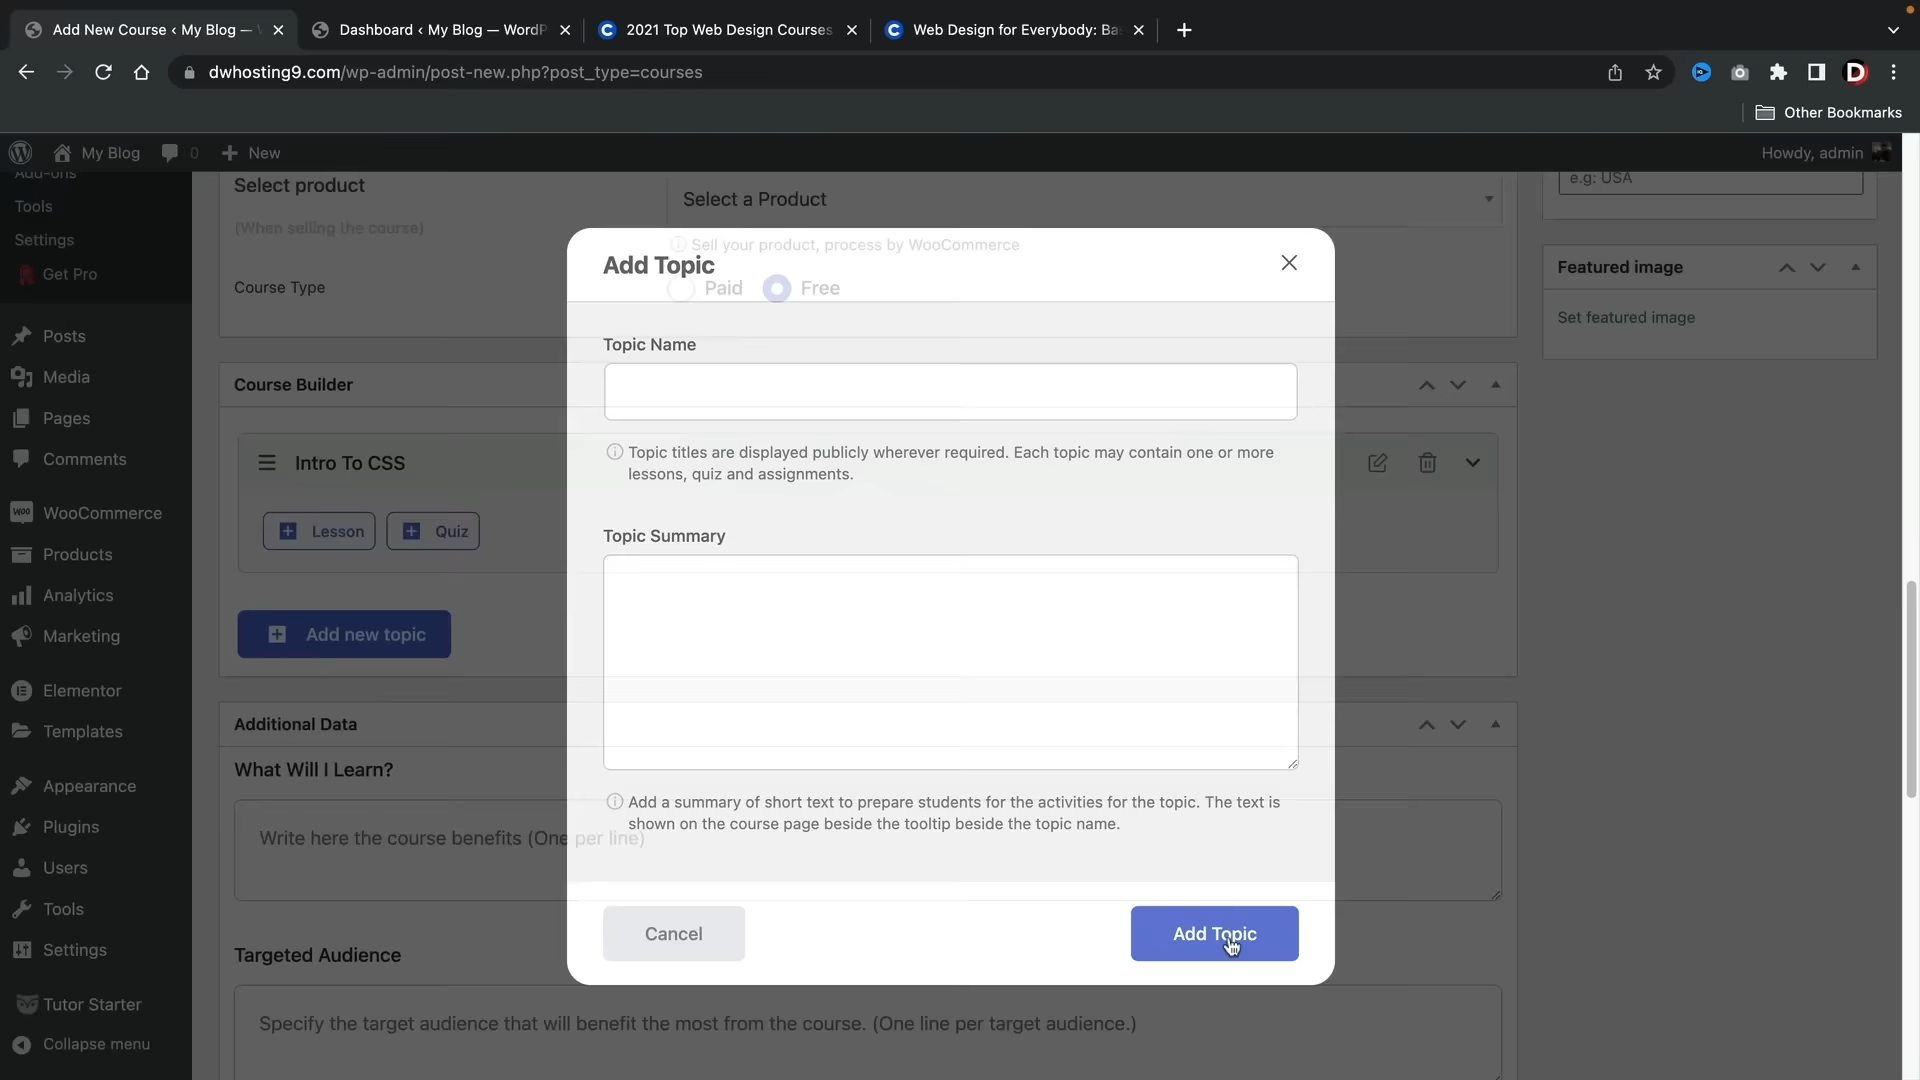 Add New Course ‹ My Blog —
Dashboard ‹ My Blog — WordP
2021 Top Web Design Courses
Web Design for Everybody: Ba
dwhosting9.com/wp-admin/post-new.php?post_type=courses
Other Bookmarks
My Blog
0
New
Howdy, admin
Add-ons
Tools
Settings
Get Pro
Posts
Media
Pages
Comments
WooCommerce
Products
Analytics
Marketing
Elementor
Templates
Appearance
Plugins
Users
Tools
Settings
Tutor Starter
Collapse menu
Select product
(When selling the course)
Select a Product
Sell your product, process by WooCommerce
Course Type
Paid
Free
Course Builder
Intro To CSS
Lesson
Quiz
Add new topic
Additional Data
What Will I Learn?
Write here the course benefits (One per line)
Targeted Audience
Specify the target audience that will benefit the most from the course. (One line per target audience.)
Add Topic
Topic Name
Topic titles are displayed publicly wherever required. Each topic may contain one or more
lessons, quiz and assignments.
Topic Summary
Add a summary of short text to prepare students for the activities for the topic. The text is
shown on the course page beside the tooltip beside the topic name.
Cancel
Add Topic
e.g: USA
Featured image
Set featured image